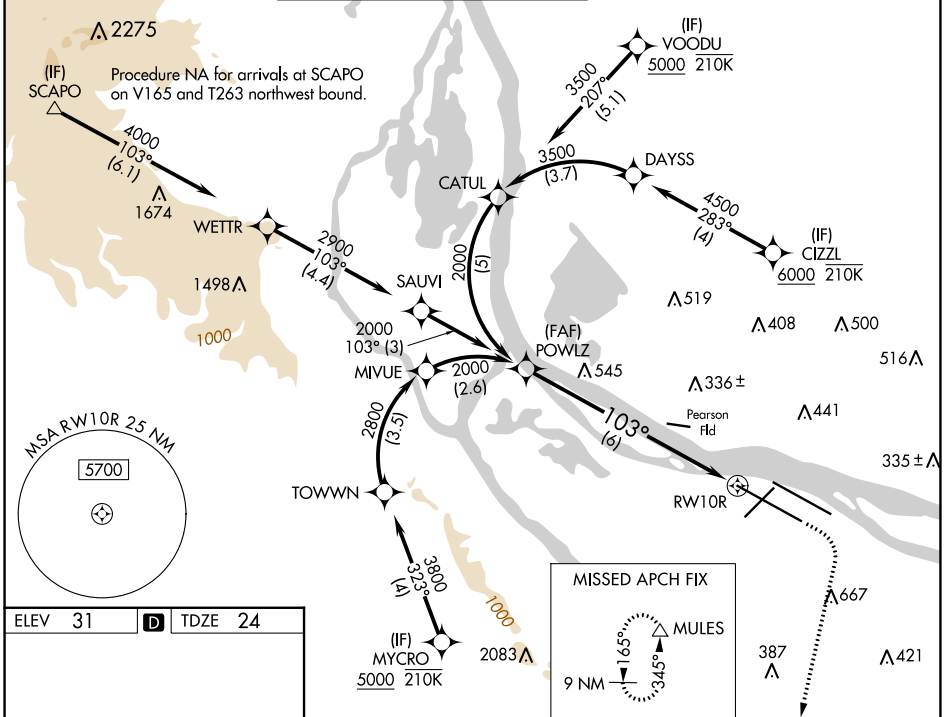 2275
(IF)
SCAPO
Procedure NA for arrivals at SCAPO
on V165 and T263 northwest bound.
(IF)
VOODU
5000 210K
3500
207°
(5.1)
4000
103°
(6.1)
1674
3500
(3.7)
DAYSS
CATUL
4500
283°
(4)
(IF)
CIZZL
6000 210K
WETTR
2900
103°
(4.4)
2000
(5)
1498
1000
SAUVI
519
408
500
2000
103° (3)
(FAF)
POWLZ
545
516
MIVUE
2000
(2.6)
336 ±
441
103°
(6)
Pearson
Fld
335 ±
2800
(3.5)
MSA RW10R 25 NM
5700
TOWWN
RW10R
3800
323°
(4)
1000
MISSED APCH FIX
MULES
165°
345°
9 NM
667
387
421
(IF)
MYCRO
5000 210K
2083
ELEV 31 D TDZE 24